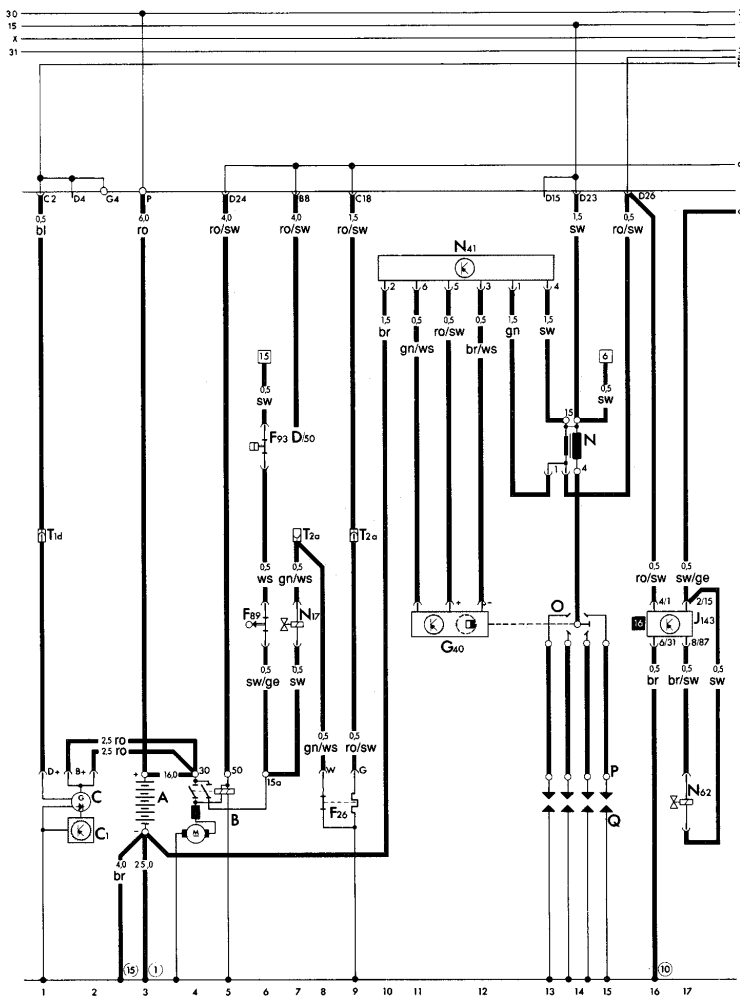 30
15
X
31
C2 D4 G4 P D24 B8 C18 D15 D23 D26
0,5 6,0 4,0 4,0 1,5 1,5 0,5
bl ro ro/sw ro/sw ro/sw sw ro/sw
N41
2 6 5 3 1 4
1,5 0,5 0,5 0,5 1,5 1,5
br gn/ws ro/sw br/ws gn sw
15 6
0,5 0,5
sw sw
15
F93 D/50 N
1 4
T1d T2a T2a
0,5 0,5 0,5 0,5
ws gn/ws ro/sw sw/ge
4/1 2/15
F89 N17 + - O 16 J143
G40 6/31 8/87
0,5 0,5 0,5 0,5 0,5
sw/ge sw br br/sw sw
0,5 0,5
gn/ws ro/sw
2,5 ro
2,5 ro
D+ B+ + 16,0 30 50 15a W G P
C G A B F26 Q N62
C1 - M
4,0 25,0
br
15 1 10
1 2 3 4 5 6 7 8 9 10 11 12 13 14 15 16 17